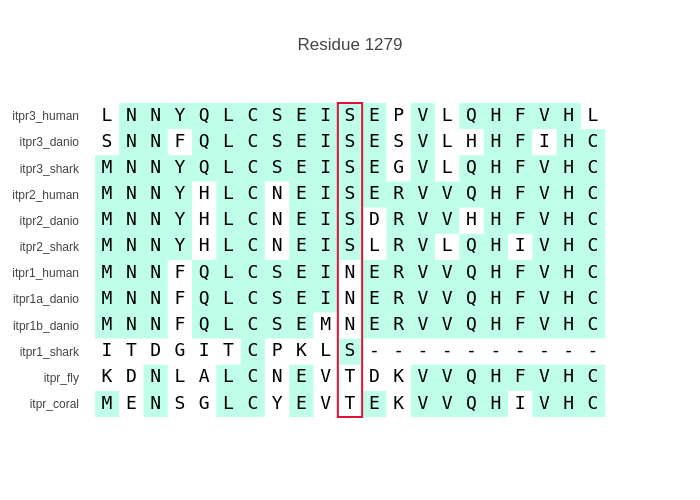 Residue 1279
itpr3_human L N N Y Q L C S E I S E P V L Q H F V H L
itpr3_danio S N N F Q L C S E I S E S V L H H F I H C
itpr3_shark M N N Y Q L C S E I S E G V L Q H F V H C
itpr2_human M N N Y H L C N E I S E R V V Q H F V H C
itpr2_danio M N N Y H L C N E I S D R V V H H F V H C
itpr2_shark M N N Y H L C N E I S L R V L Q H I V H C
itpr1_human M N N F Q L C S E I N E R V V Q H F V H C
itpr1a_danio M N N F Q L C S E I N E R V V Q H F V H C
itpr1b_danio M N N F Q L C S E M N E R V V Q H F V H C
itpr1_shark I T D G I T C P K L S - - - - - - - - - -
itpr_fly K D N L A L C N E V T D K V V Q H F V H C
itpr_coral M E N S G L C Y E V T E K V V Q H I V H C